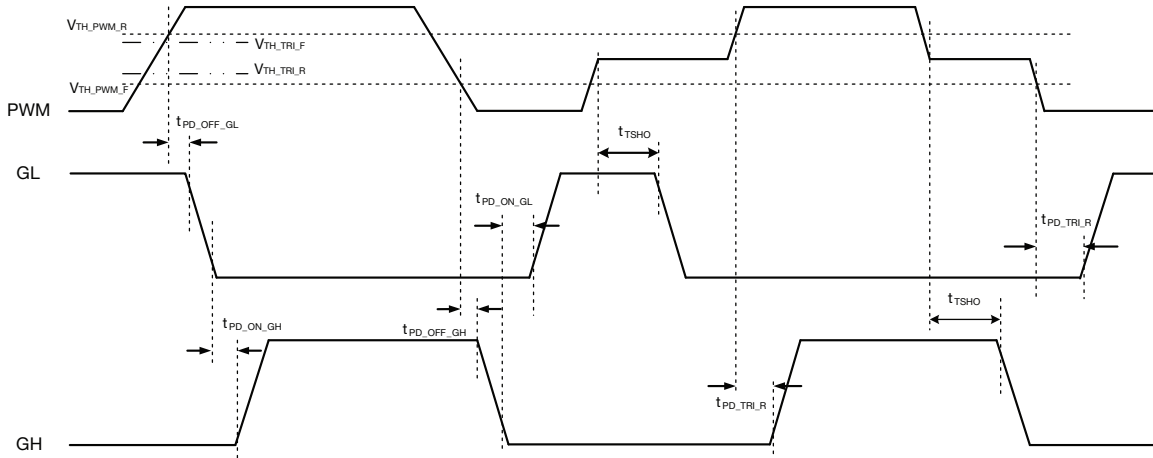 VTH_PWM_R
VTH_TRI_F
VTH_TRI_R
VTH_PWM_F
PWM
tPD_OFF_GL
tTSHO
GL
tPD_ON_GL
tPD_TRI_R
tTSHO
tPD_ON_GH
tPD_OFF_GH
tPD_TRI_R
GH